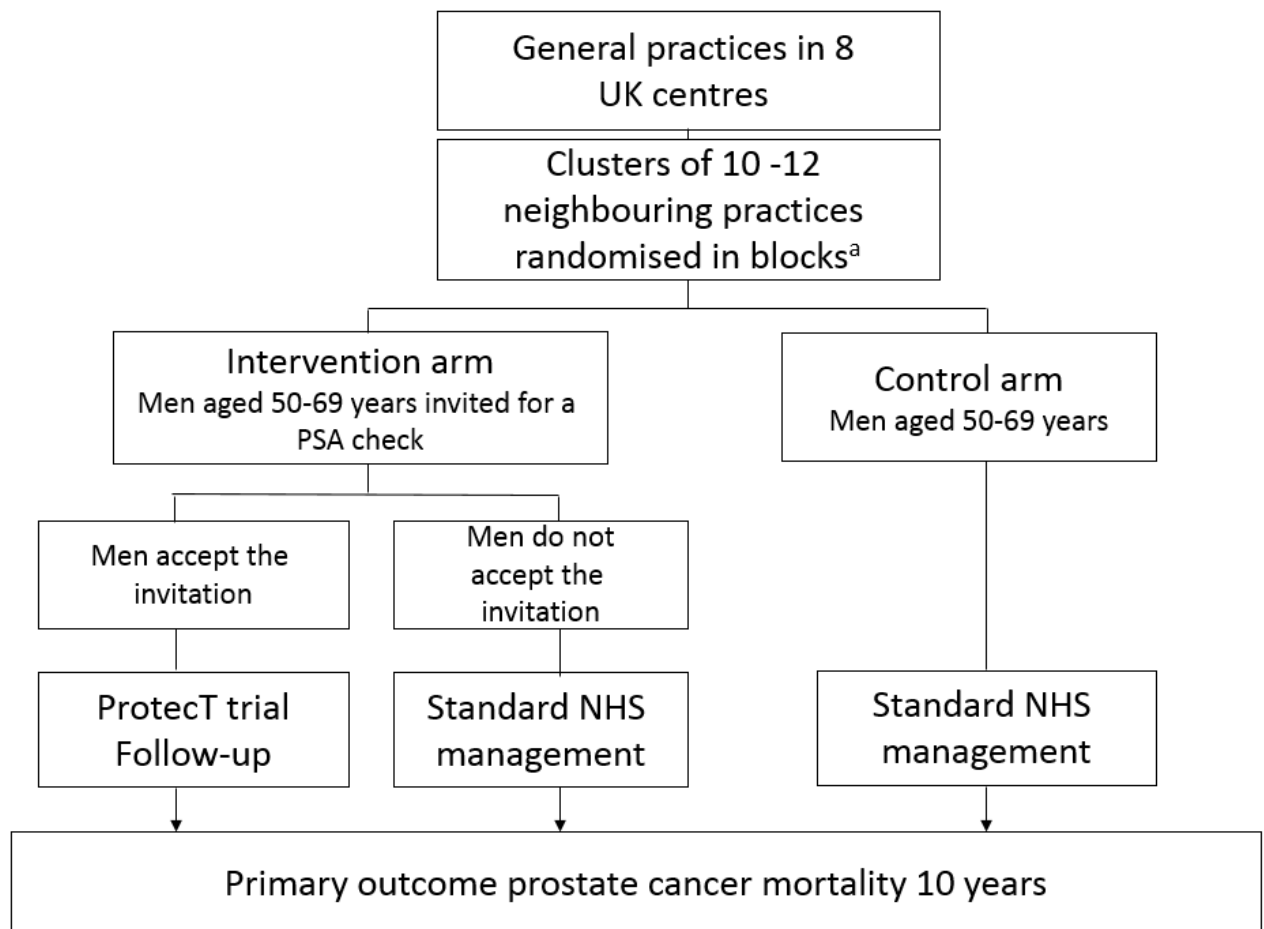 General practices in 8
UK centres
Clusters of 10 -12
neighbouring practices
randomised in blocksᵃ
Intervention arm
Men aged 50-69 years invited for a
PSA check
Control arm
Men aged 50-69 years
Men accept the
invitation
Men do not
accept the
invitation
ProtecT trial
Follow-up
Standard NHS
management
Standard NHS
management
Primary outcome prostate cancer mortality 10 years